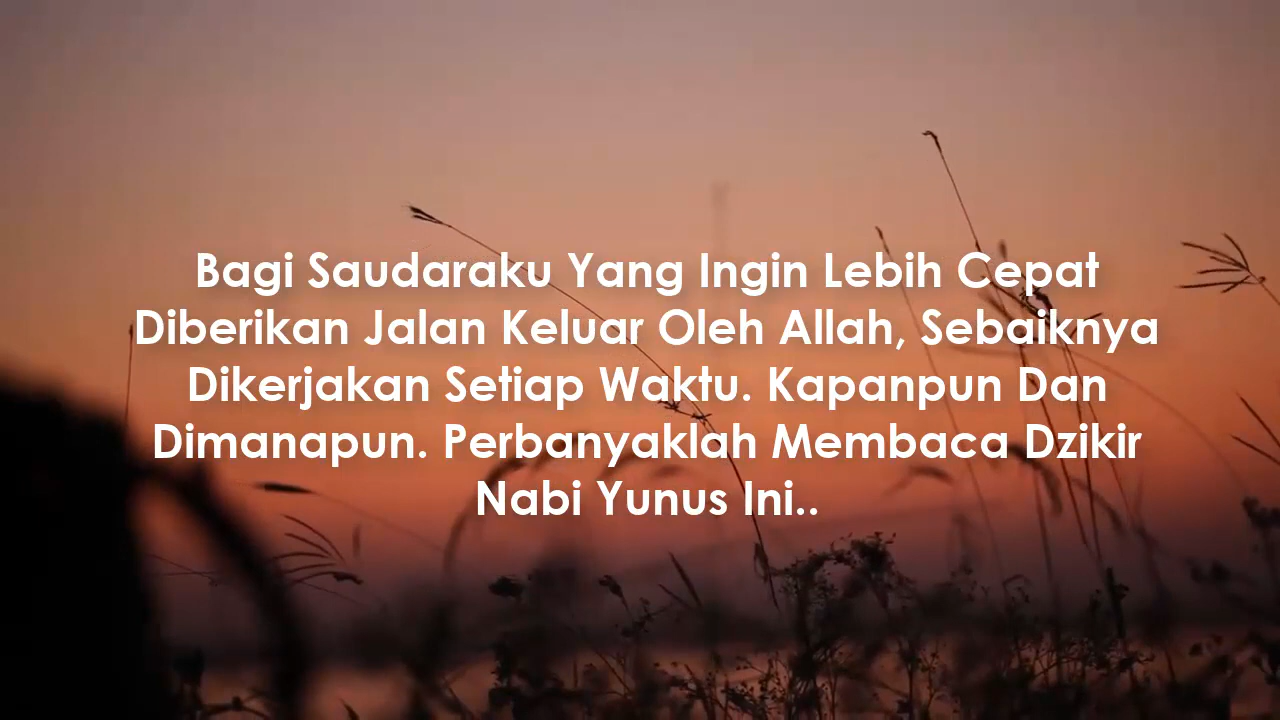 Bagi Saudaraku Yang Ingin Lebih Cepat
Diberikan Jalan Keluar Oleh Allah, Sebaiknya
Dikerjakan Setiap Waktu. Kapanpun Dan
Dimanapun. Perbanyaklah Membaca Dzikir
Nabi Yunus Ini..